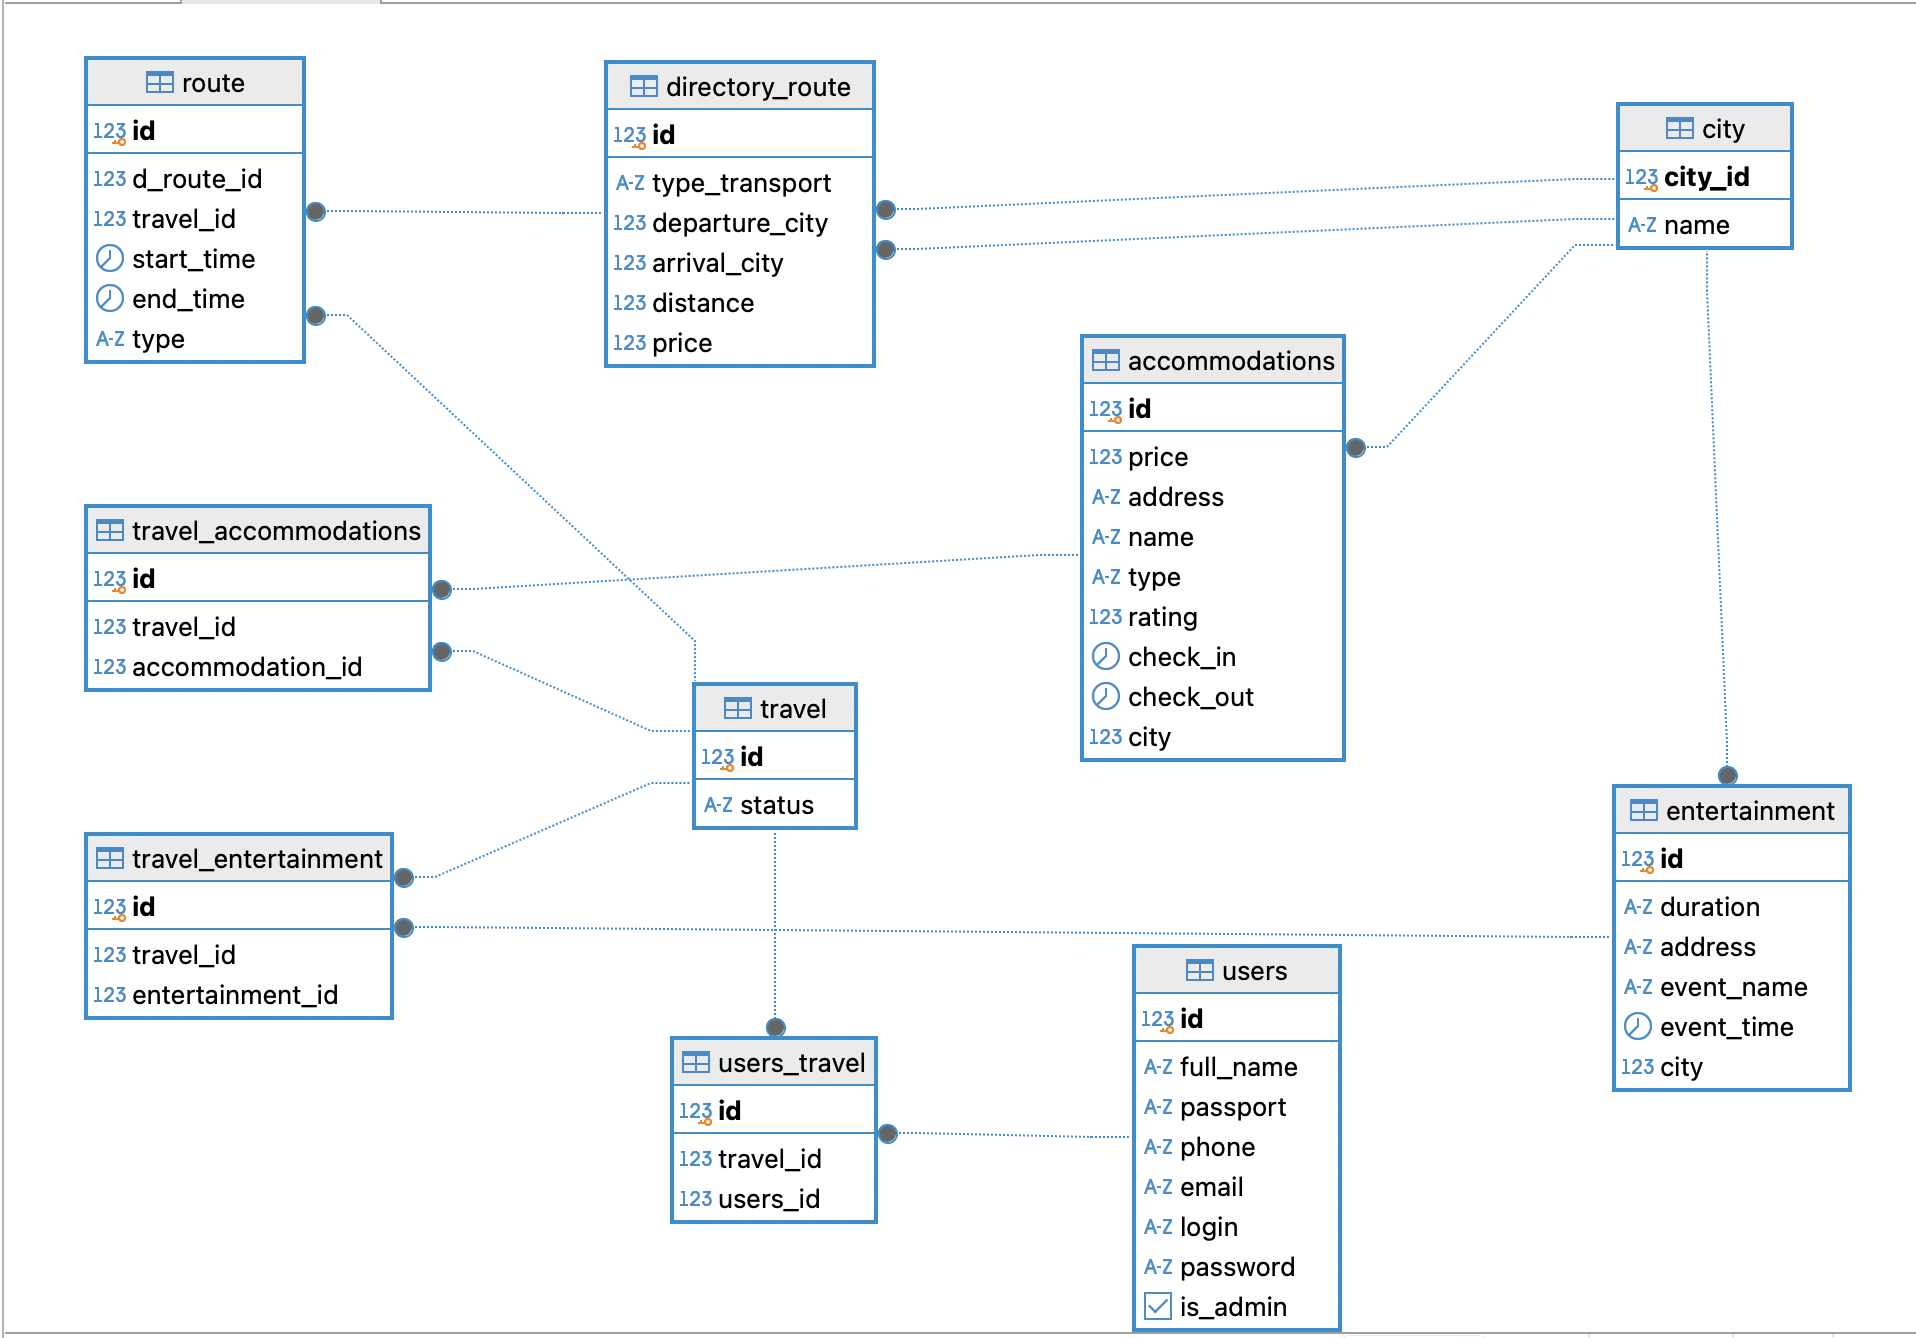 route
123 id
123 d_route_id
123 travel_id
start_time
end_time
A-Z type
directory_route
123 id
A-Z type_transport
123 departure_city
123 arrival_city
123 distance
123 price
city
123 city_id
A-Z name
accommodations
123 id
123 price
A-Z address
A-Z name
A-Z type
123 rating
check_in
check_out
123 city
travel_accommodations
123 id
123 travel_id
123 accommodation_id
travel
123 id
A-Z status
travel_entertainment
123 id
123 travel_id
123 entertainment_id
entertainment
123 id
A-Z duration
A-Z address
A-Z event_name
event_time
123 city
users_travel
123 id
123 travel_id
123 users_id
users
123 id
A-Z full_name
A-Z passport
A-Z phone
A-Z email
A-Z login
A-Z password
is_admin